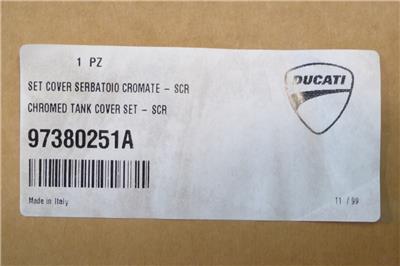 1 PZ
DUCATI
SET COVER SERBATOIO CROMATE - SCR
CHROMED TANK COVER SET - SCR
97380251A
Made in Italy
11 / 99